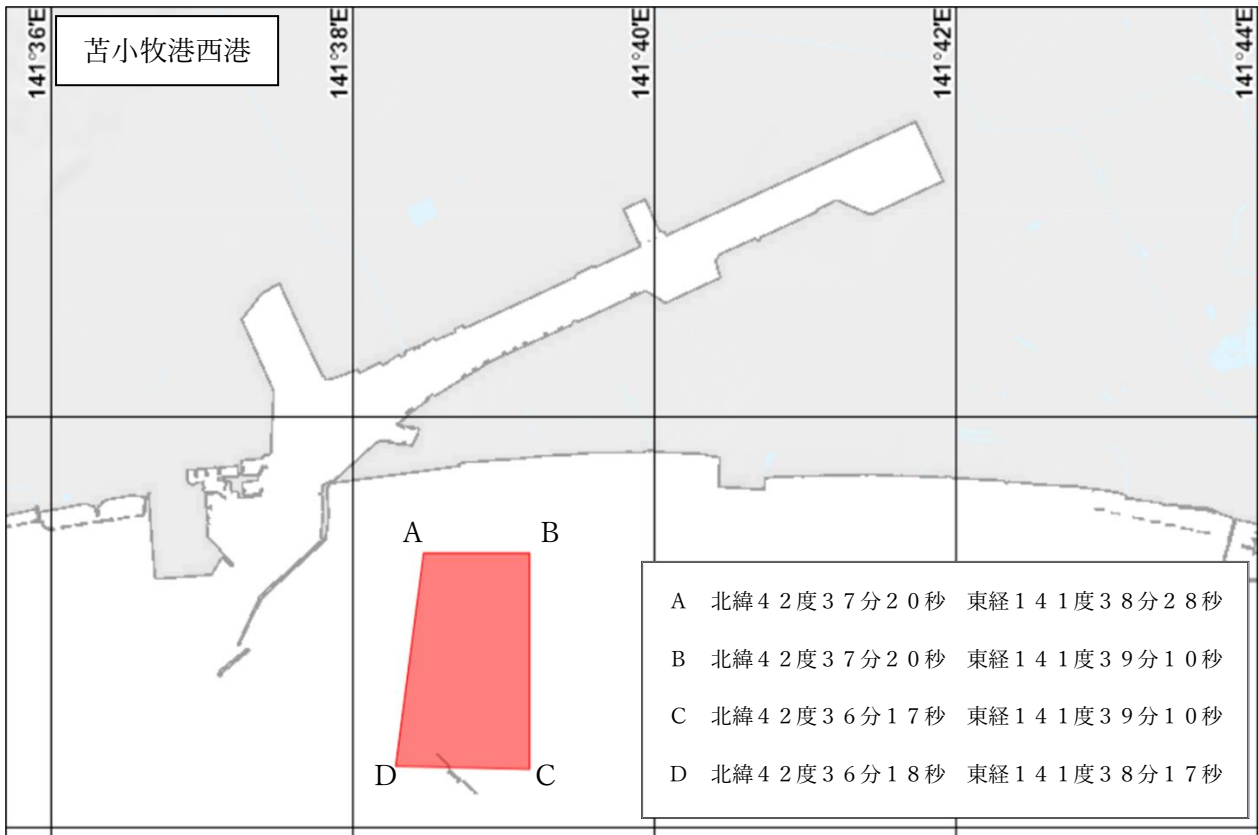 141°36'E
141°38'E
141°40'E
141°42'E
141°44'E
苫小牧港西港
A
B
D
C
A 北緯42度37分20秒 東経141度38分28秒
B 北緯42度37分20秒 東経141度39分10秒
C 北緯42度36分17秒 東経141度39分10秒
D 北緯42度36分18秒 東経141度38分17秒